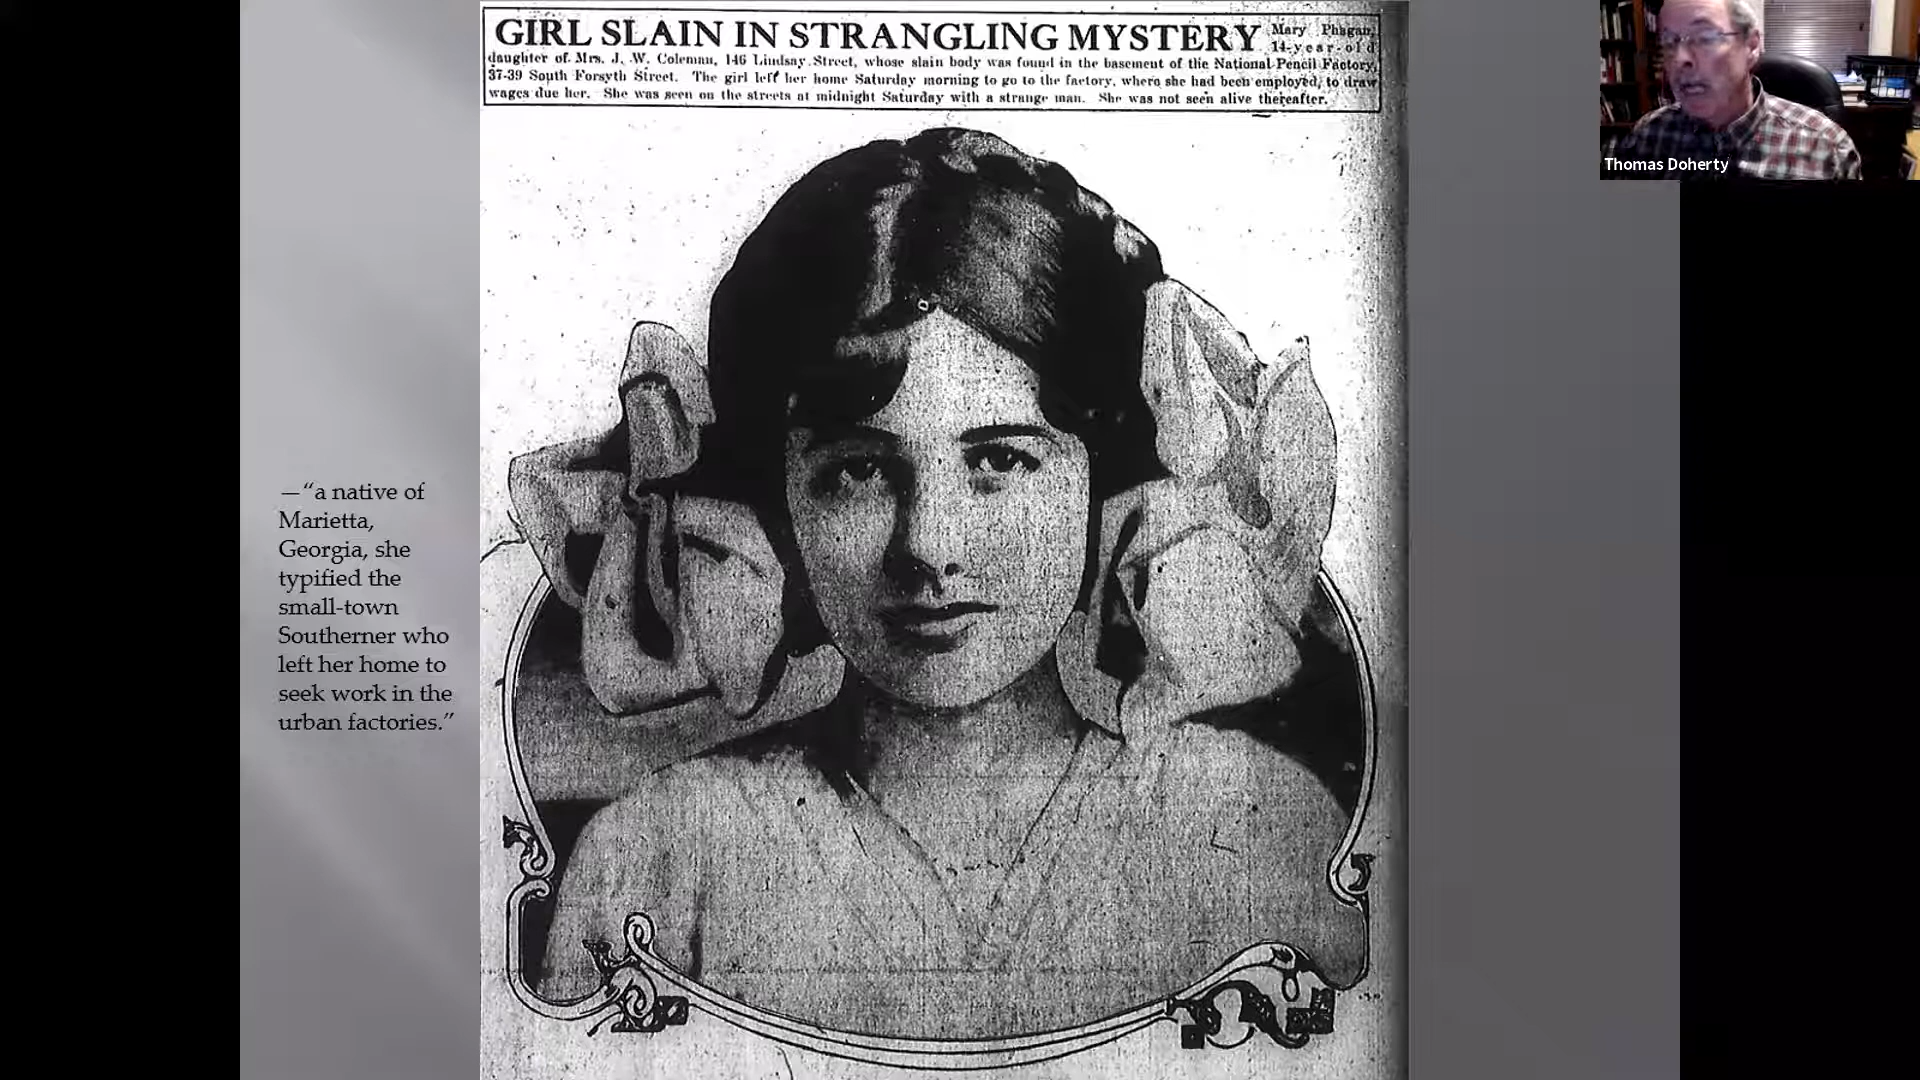 GIRL SLAIN IN STRANGLING MYSTERY Mary Phagan, 14-year-old
daughter of Mrs. J. W. Coleman, 146 Lindsay Street, whose slain body was found in the basement of the National Pencil Factory,
37-39 South Forsyth Street. The girl left her home Saturday morning to go to the factory, where she had been employed, to draw
wages due her. She was seen on the streets at midnight Saturday with a strange man. She was not seen alive thereafter.
Thomas Doherty
—“a native of
Marietta,
Georgia, she
typified the
small-town
Southerner who
left her home to
seek work in the
urban factories.”